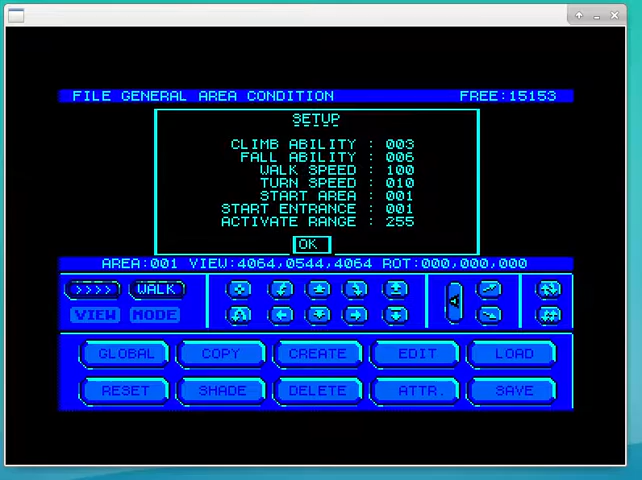 FILE GENERAL AREA CONDITION FREE:15153
SETUP
CLIMB ABILITY : 003
FALL ABILITY : 006
WALK SPEED : 100
TURN SPEED : 010
START AREA : 001
START ENTRANCE : 001
ACTIVATE RANGE : 255
OK
AREA:001 VIEW:4064,0544,4064 ROT:000,000,000
>>>> WALK
VIEW MODE
GLOBAL COPY CREATE EDIT LOAD
RESET SHADE DELETE ATTR. SAVE